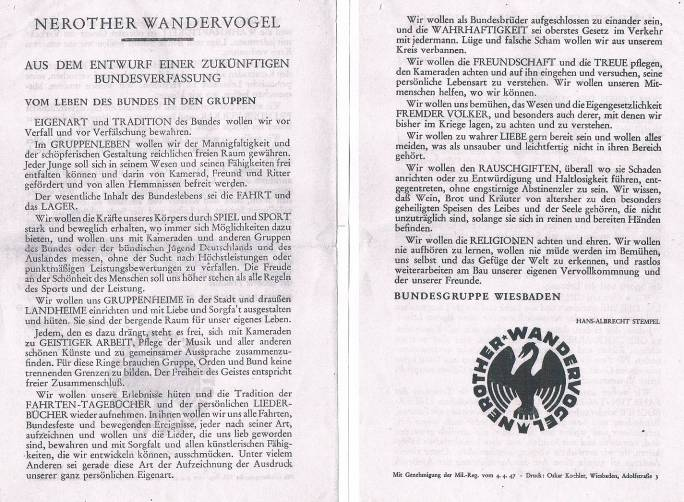 NEROTHER WANDERVOGEL
AUS DEM ENTWURF EINER ZUKÜNFTIGEN
BUNDESVERFASSUNG
VOM LEBEN DES BUNDES IN DEN GRUPPEN
EIGENART und TRADITION des Bundes wollen wir vor
Verfall und vor Verfälschung bewahren.
Im GRUPPENLEBEN wollen wir der Mannigfaltigkeit und
der schöpferischen Gestaltung reichlichen freien Raum gewähren.
Jeder Junge soll sich in seinem Wesen und seinen Fähigkeiten frei
entfalten können und darin von Kamerad, Freund und Ritter
gefördert und von allen Hemmnissen befreit werden.
Der wesentliche Inhalt des Bundeslebens sei die FAHRT und
das LAGER.
Wir wollen die Kräfte unseres Körpers durch SPIEL und SPORT
stark und beweglich erhalten, wo immer sich Möglichkeiten dazu
bieten, und wollen uns mit Kameraden und anderen Gruppen
des Bundes oder der bündischen Jugend Deutschlands und des
Auslandes messen, ohne der Sucht nach Höchstleistungen oder
punktmäßigen Leistungsbewertungen zu verfallen. Die Freude
an der Schönheit des Menschen soll uns höher stehen als alle Regeln
des Sports und der Leistung.
Wir wollen uns GRUPPENHEIME in der Stadt und draußen
LANDHEIME einrichten und mit Liebe und Sorgfa't ausgestalten
und hüten. Sie sind der bergende Raum für unser eigenes Leben.
Jedem, den es dazu drängt, steht es frei, sich mit Kameraden
zu GEISTIGER ARBEIT, Pflege der Musik und aller anderen
schönen Künste und zu gemeinsamer Aussprache zusammenzu-
finden. Für diese Ringe brauchen Gruppe, Orden und Bund keine
trennenden Grenzen zu bilden. Der Freiheit des Geistes entspricht
freier Zusammenschluß.
Wir wollen unsere Erlebnisse hüten und die Tradition der
FAHRTEN-TAGEBÜCHER und der persönlichen LIEDER-
BÜCHER wieder aufnehmen. In ihnen wollen wir uns alle Fahrten,
Bundesfeste und bewegenden Ereignisse, jeder nach seiner Art,
aufzeichnen und wollen uns die Lieder, die uns lieb geworden
sind, bewahren und mit Sorgfalt und allen künstlerischen Fähig-
keiten, die wir entwickeln können, ausschmücken. Unter vielem
Anderen sei gerade diese Art der Aufzeichnung der Ausdruck
unserer ganz persönlichen Eigenart.
Wir wollen als Bundesbrüder aufgeschlossen zu einander sein,
und die WAHRHAFTIGKEIT sei oberstes Gesetz im Verkehr
mit jedermann. Lüge und falsche Scham wollen wir aus unserem
Kreis verbannen.
Wir wollen die FREUNDSCHAFT und die TREUE pflegen,
den Kameraden achten und auf ihn eingehen und versuchen, seine
persönliche Lebensart zu verstehen. Wir wollen unseren Mit-
menschen helfen, wo wir können.
Wir wollen uns bemühen, das Wesen und die Eigengesetzlichkeit
FREMDER VÖLKER, und besonders auch derer, mit denen wir
bisher im Kriege lagen, zu achten und zu verstehen.
Wir wollen zu wahrer LIEBE gern bereit sein und wollen alles
meiden, was als unsauber und leichtfertig nicht in ihren Bereich
gehört.
Wir wollen den RAUSCHGIFTEN, überall wo sie Schaden
anrichten oder zu Entwürdigung und Haltlosigkeit führen, ent-
gegentreten, ohne engstirnige Abstinenzler zu sein. Wir wissen,
daß Wein, Brot und Kräuter von altersher zu den besonders
geheiligten Speisen des Leibes und der Seele gehören, die nicht
unzuträglich sind, solange sie sich in reinen und bereiten Händen
befinden.
Wir wollen die RELIGIONEN achten und ehren. Wir wollen
nie aufhören zu lernen, wollen nie müde werden im Bemühen,
uns selbst und das Gefüge der Welt zu erkennen, und rastlos
weiterarbeiten am Bau unserer eigenen Vervollkommnung und
der unserer Freunde.
BUNDESGRUPPE WIESBADEN
HANS-ALBRECHT STEMPEL
NEROTHER-WANDERVOGEL
Mit Genehmigung der Mil.-Reg. vom 4. 4. 47 - Druck: Oskar Kochler, Wiesbaden, Adolfstraße 3